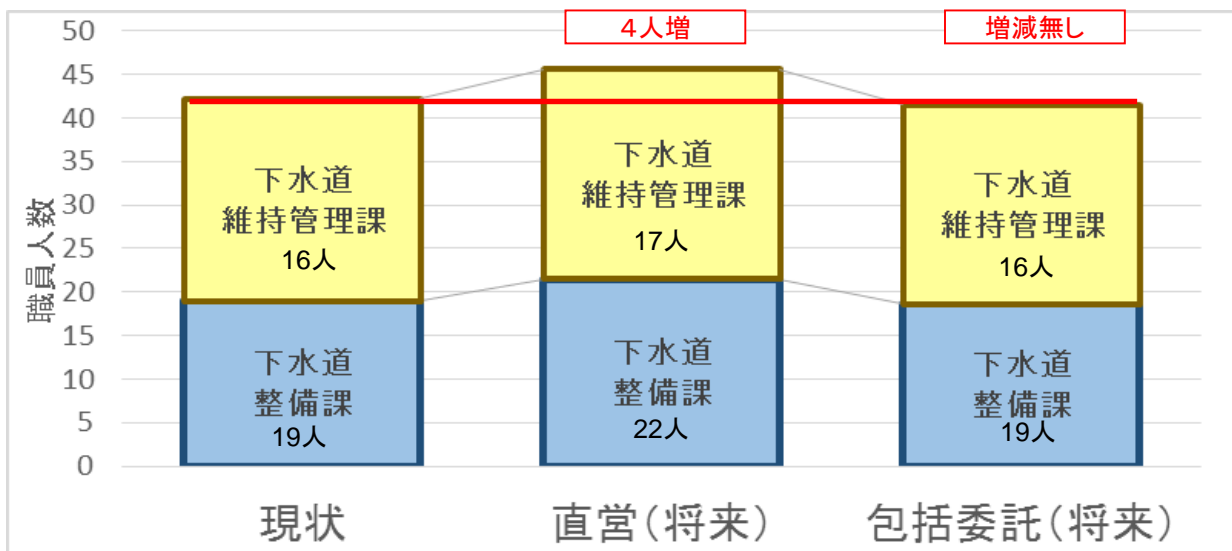 4人増
増減無し
50
45
40
35
30
25
20
15
10
5
0
職員人数
下水道
維持管理課
16人
下水道
整備課
19人
下水道
維持管理課
17人
下水道
整備課
22人
下水道
維持管理課
16人
下水道
整備課
19人
現状
直営(将来)
包括委託(将来)